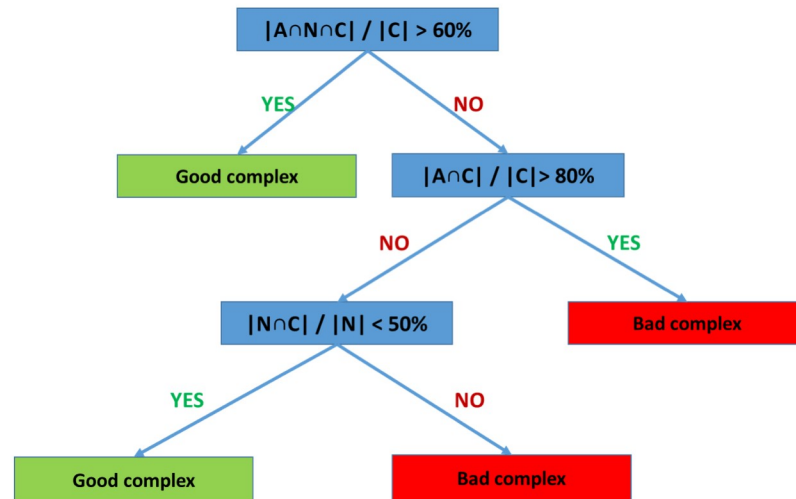 |A∩N∩C| / |C| > 60%
YES
NO
Good complex
|A∩C| / |C|> 80%
NO
YES
|N∩C| / |N| < 50%
Bad complex
YES
NO
Good complex
Bad complex